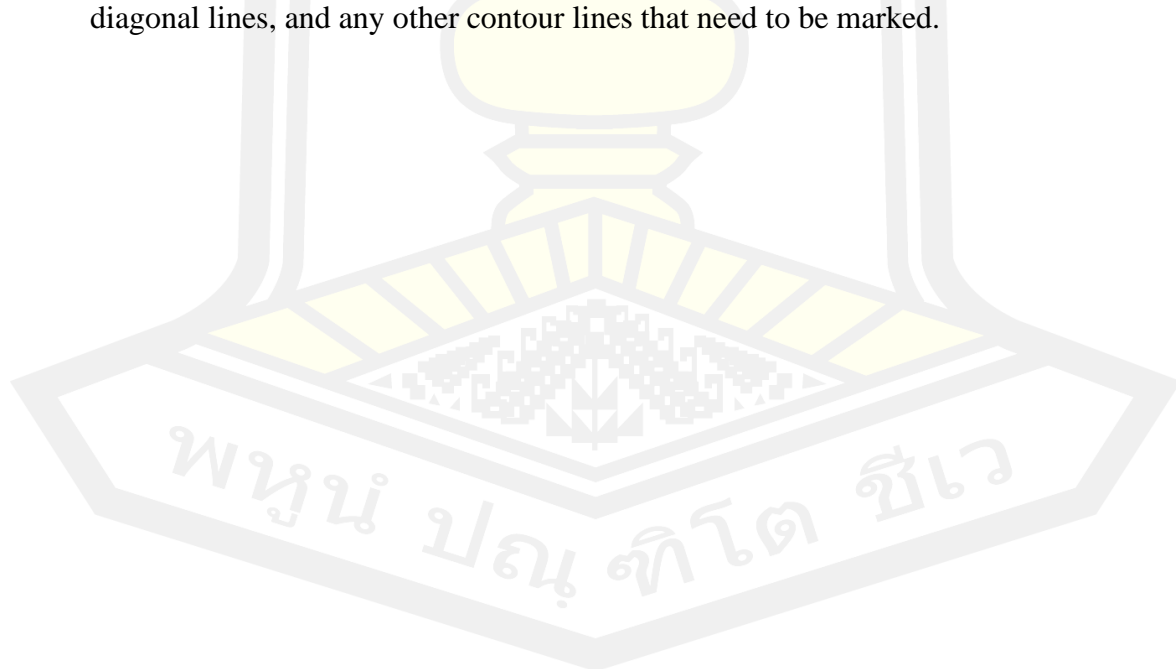 diagonal lines, and any other contour lines that need to be marked.
พหูนํ ปณฺฑิโต ชีเว